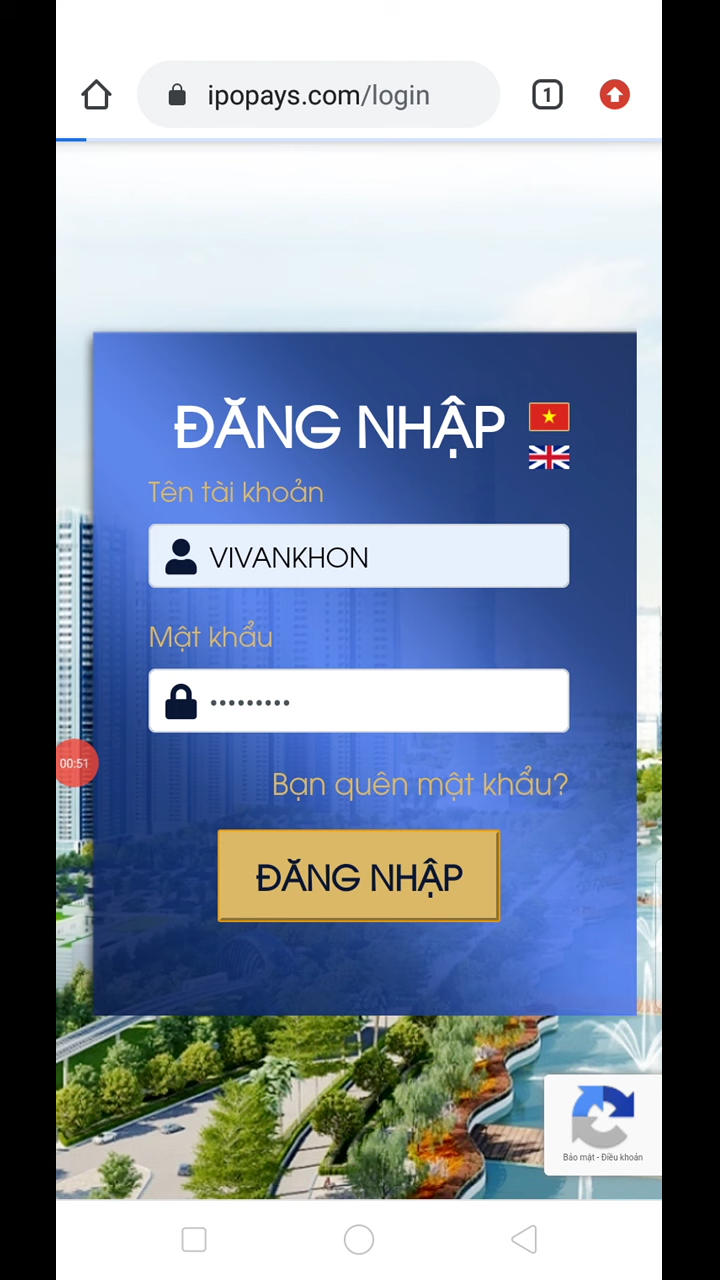 ipopays.com/login
1
ĐĂNG NHẬP
Tên tài khoản
VIVANKHON
Mật khẩu
•••••••••
00:51
Bạn quên mật khẩu?
ĐĂNG NHẬP
Bảo mật - Điều khoản